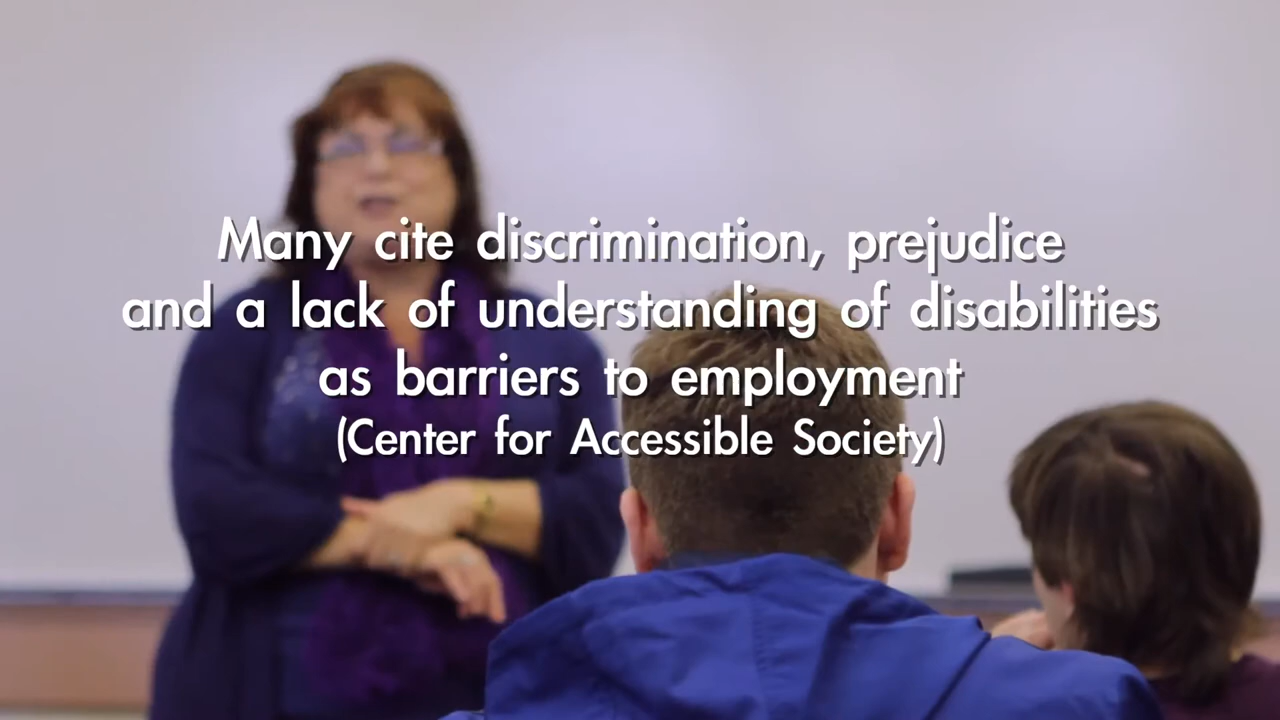 Many cite discrimination, prejudice
and a lack of understanding of disabilities
as barriers to employment
(Center for Accessible Society)